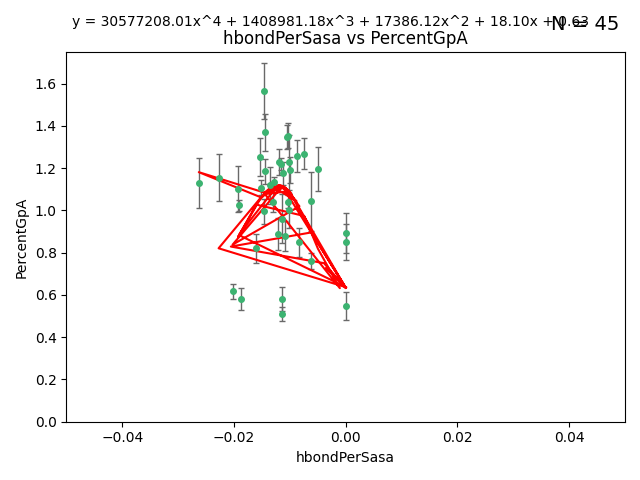 y = 30577208.01x^4 + 1408981.18x^3 + 17386.12x^2 + 18.10x + 0.63
N = 45
hbondPerSasa vs PercentGpA
1.6
1.4
1.2
1.0
0.8
0.6
0.4
0.2
0.0
PercentGpA
−0.04 −0.02 0.00 0.02 0.04
hbondPerSasa